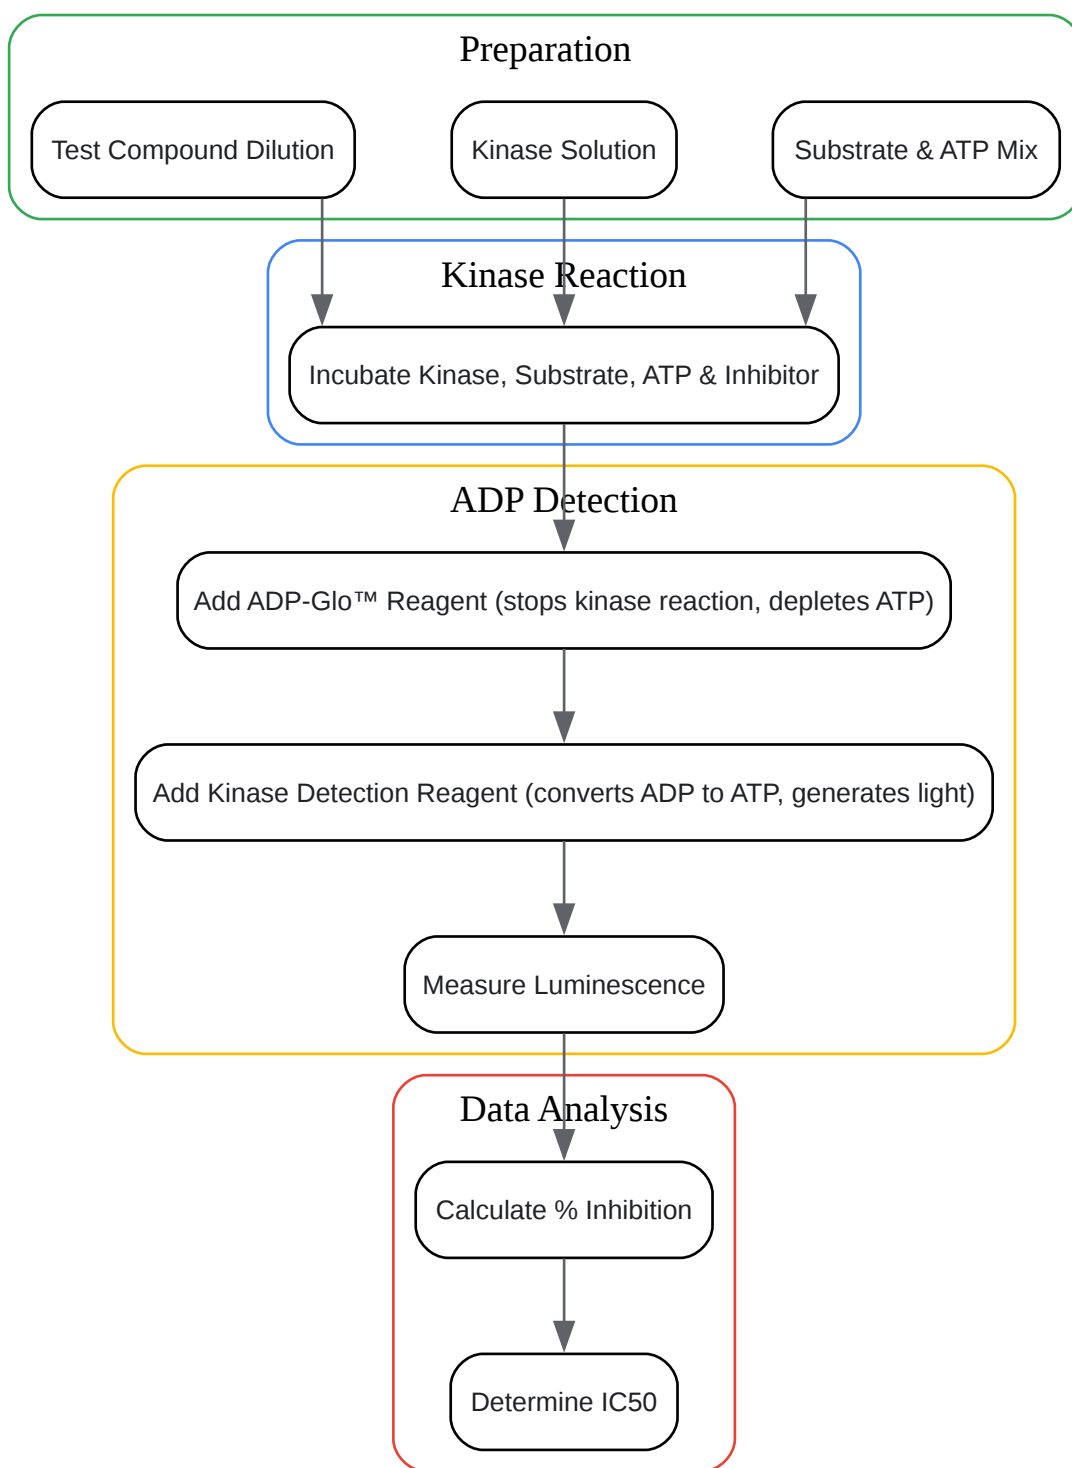 Preparation
Test Compound Dilution
Kinase Solution
Substrate & ATP Mix
Kinase Reaction
Incubate Kinase, Substrate, ATP & Inhibitor
ADP Detection
Add ADP-Glo™ Reagent (stops kinase reaction, depletes ATP)
Add Kinase Detection Reagent (converts ADP to ATP, generates light)
Measure Luminescence
Data Analysis
Calculate % Inhibition
Determine IC50